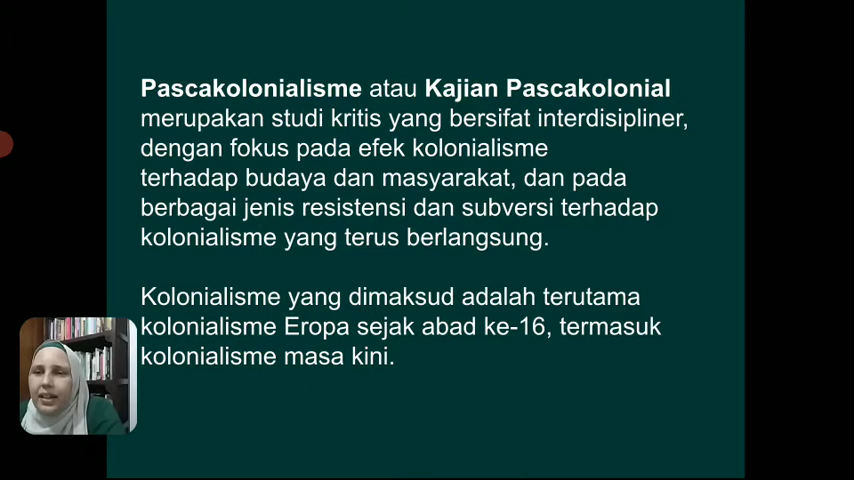 Pascakolonialisme atau Kajian Pascakolonial
merupakan studi kritis yang bersifat interdisipliner,
dengan fokus pada efek kolonialisme
terhadap budaya dan masyarakat, dan pada
berbagai jenis resistensi dan subversi terhadap
kolonialisme yang terus berlangsung.
Kolonialisme yang dimaksud adalah terutama
kolonialisme Eropa sejak abad ke-16, termasuk
kolonialisme masa kini.